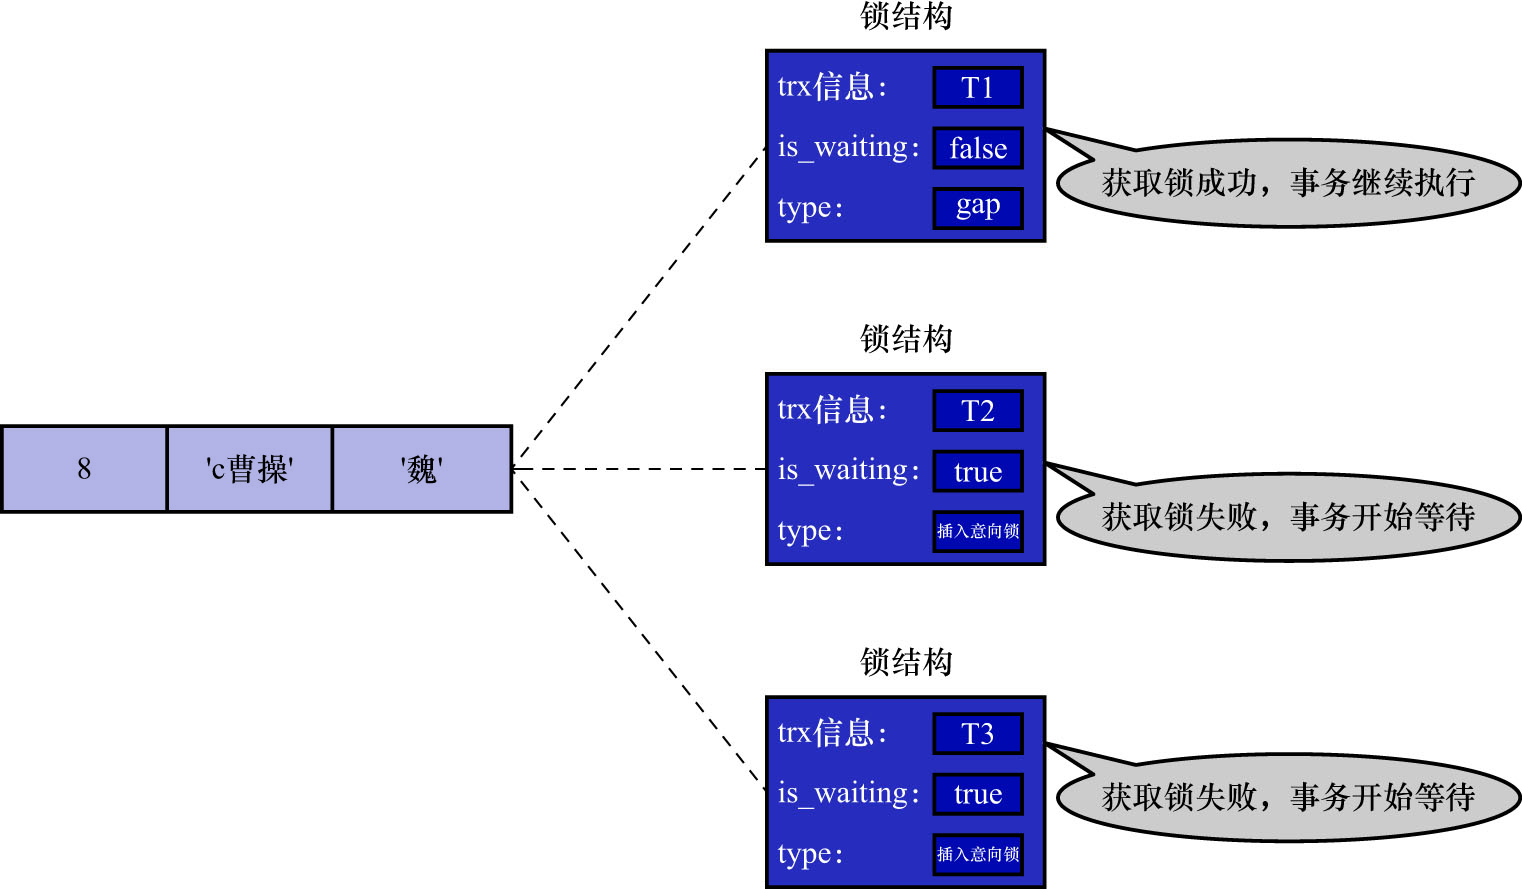 锁结构
trx信息: T1
is_waiting: false
type: gap
获取锁成功，事务继续执行
锁结构
trx信息: T2
is_waiting: true
type: 插入意向锁
获取锁失败，事务开始等待
8 'c曹操' '魏'
锁结构
trx信息: T3
is_waiting: true
type: 插入意向锁
获取锁失败，事务开始等待